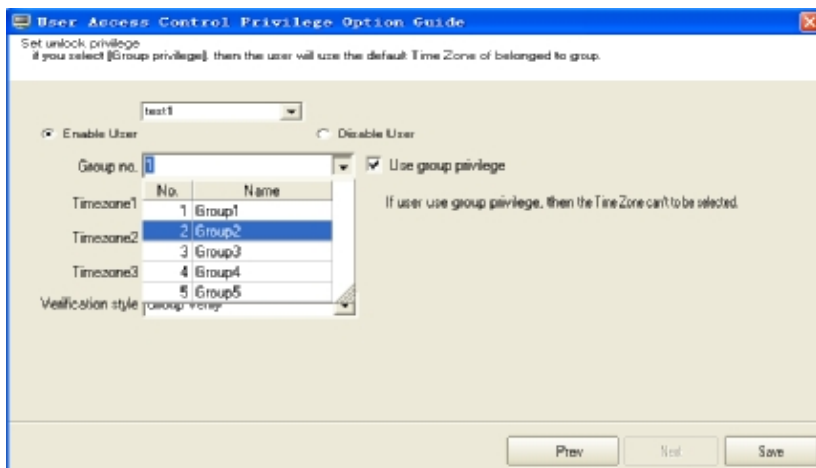 User Access Control Privilege Option Guide
Set unlock privilege
if you select [Group privilege], then the user will use the default Time Zone of belonged to group.
test1
Enable User
Disable User
Group no. 1
Use group privilege
No. Name
If user use group privilege, then the Time Zone can't to be selected.
Timezone1
1 Group1
Timezone2
2 Group2
3 Group3
Timezone3
4 Group4
5 Group5
Verification style Group Verify
Prev
Next
Save